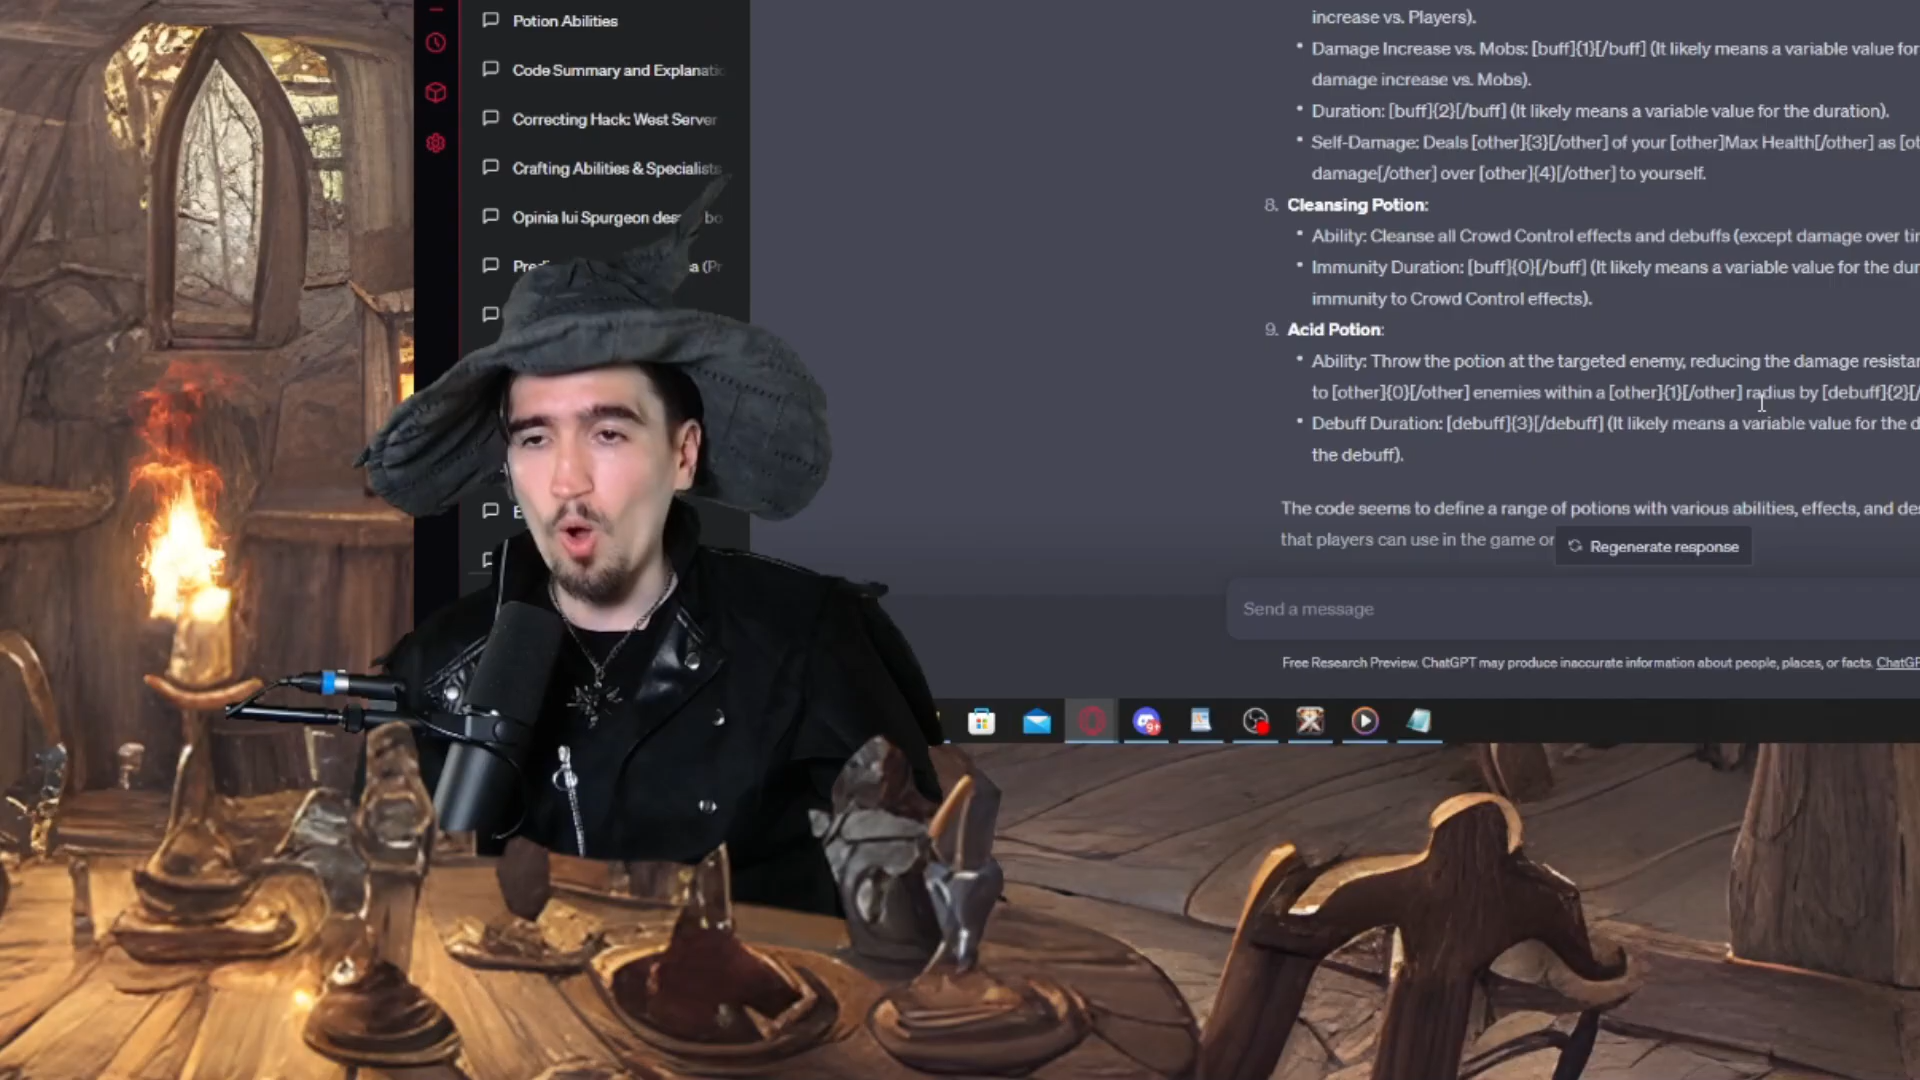 Potion Abilities
Code Summary and Explanatic
Correcting Hack: West Server
Crafting Abilities & Specialists
Opinia lui Spurgeon des bo
Pre
increase vs. Players).
• Damage Increase vs. Mobs: [buff]{1}[/buff] (It likely means a variable value for
damage increase vs. Mobs).
• Duration: [buff]{2}[/buff] (It likely means a variable value for the duration).
• Self-Damage: Deals [other]{3}[/other] of your [other]Max Health[/other] as [ot
damage[/other] over [other]{4}[/other] to yourself.
8. Cleansing Potion:
• Ability: Cleanse all Crowd Control effects and debuffs (except damage over tin
• Immunity Duration: [buff]{0}[/buff] (It likely means a variable value for the dur
immunity to Crowd Control effects).
9. Acid Potion:
• Ability: Throw the potion at the targeted enemy, reducing the damage resistan
to [other]{0}[/other] enemies within a [other]{1}[/other] radius by [debuff]{2}[/
• Debuff Duration: [debuff]{3}[/debuff] (It likely means a variable value for the d
the debuff).
The code seems to define a range of potions with various abilities, effects, and des
that players can use in the game or
Regenerate response
Send a message
Free Research Preview. ChatGPT may produce inaccurate information about people, places, or facts. ChatGP
9+